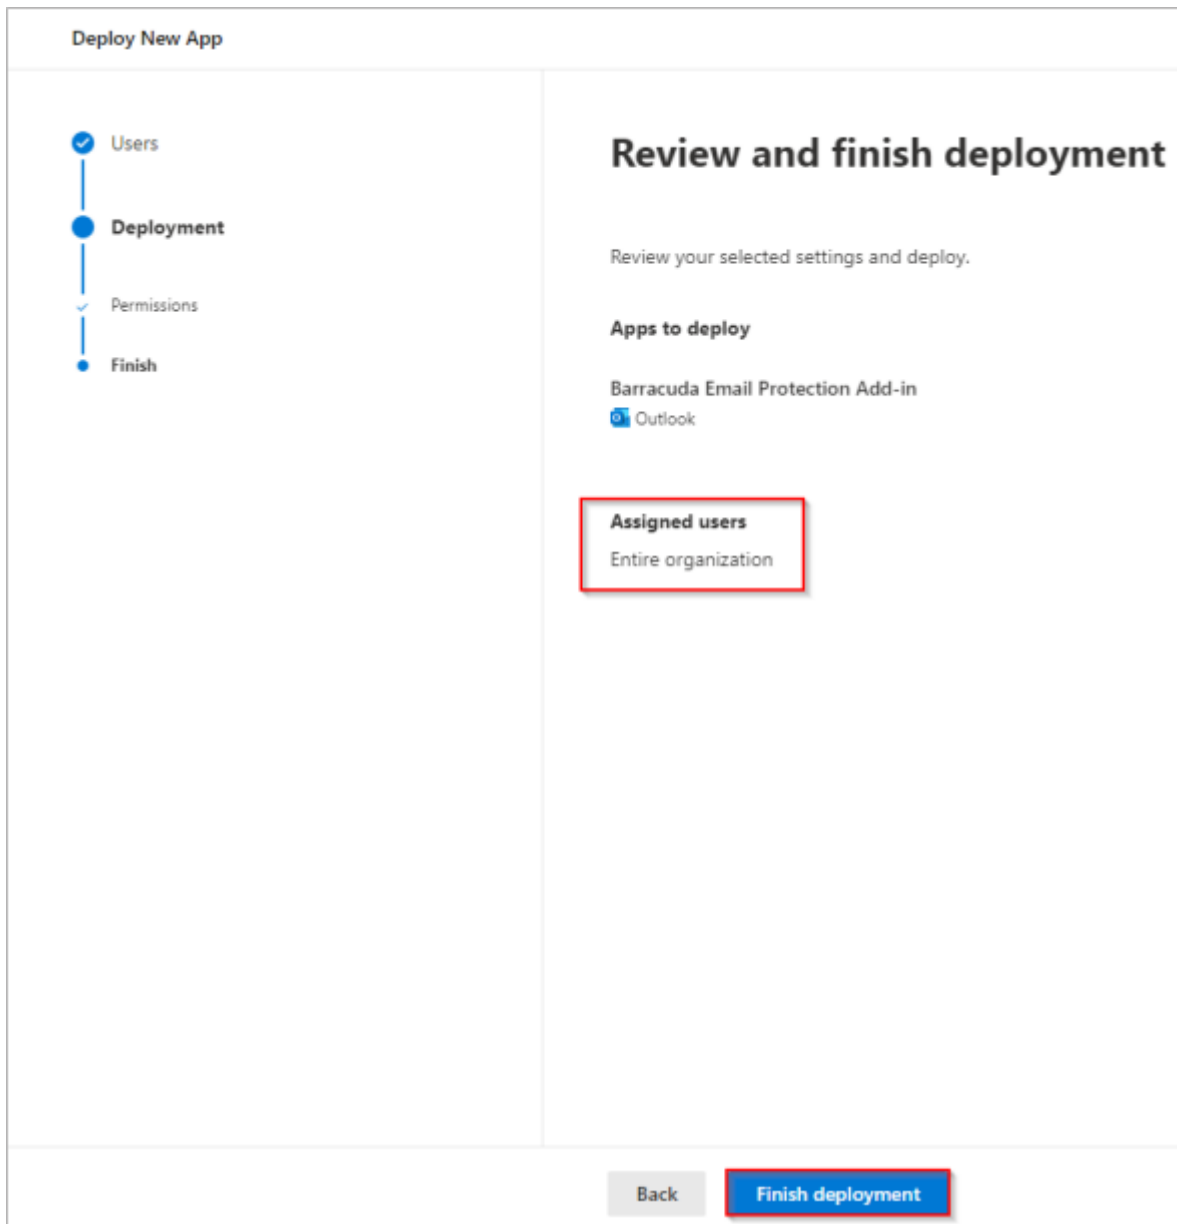 Deploy New App
Users
Deployment
Permissions
Finish
Review and finish deployment
Review your selected settings and deploy.
Apps to deploy
Barracuda Email Protection Add-in
Outlook
Assigned users
Entire organization
Back
Finish deployment